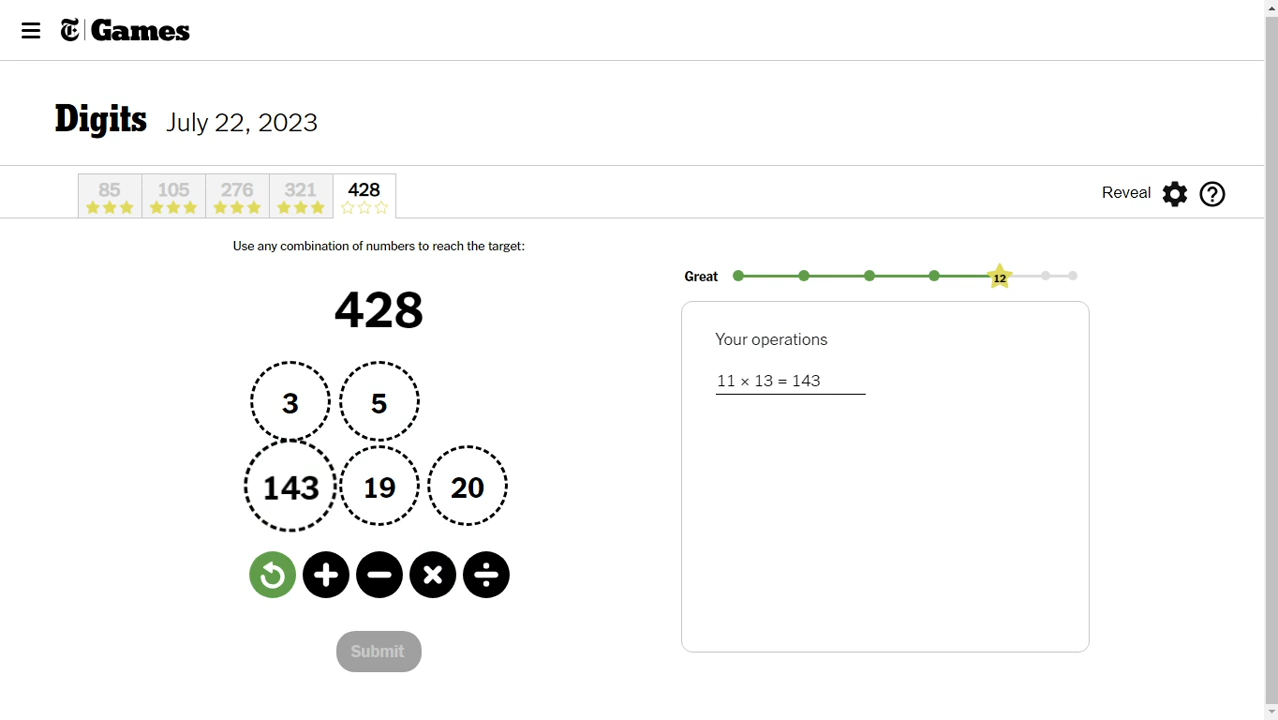 Games
Digits July 22, 2023
85 105 276 321 428
Reveal
Use any combination of numbers to reach the target:
428
3 5
143 19 20
Submit
Great 12
Your operations
11 × 13 = 143